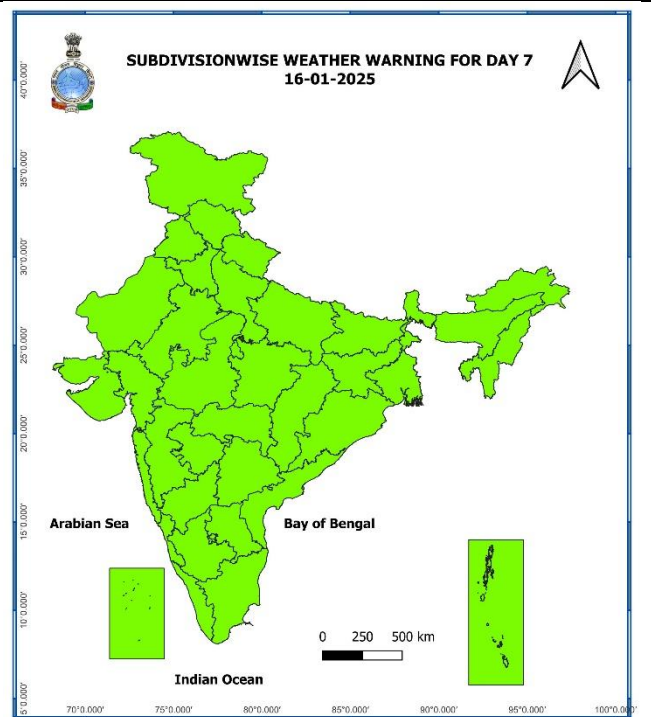 SUBDIVISIONWISE WEATHER WARNING FOR DAY 7
16-01-2025
40°0.000'
35°0.000'
30°0.000'
25°0.000'
20°0.000'
15°0.000'
10°0.000'
5°0.000'
Arabian Sea
Bay of Bengal
0 250 500 km
Indian Ocean
70°0.000' 75°0.000' 80°0.000' 85°0.000' 90°0.000' 95°0.000' 100°0.000'